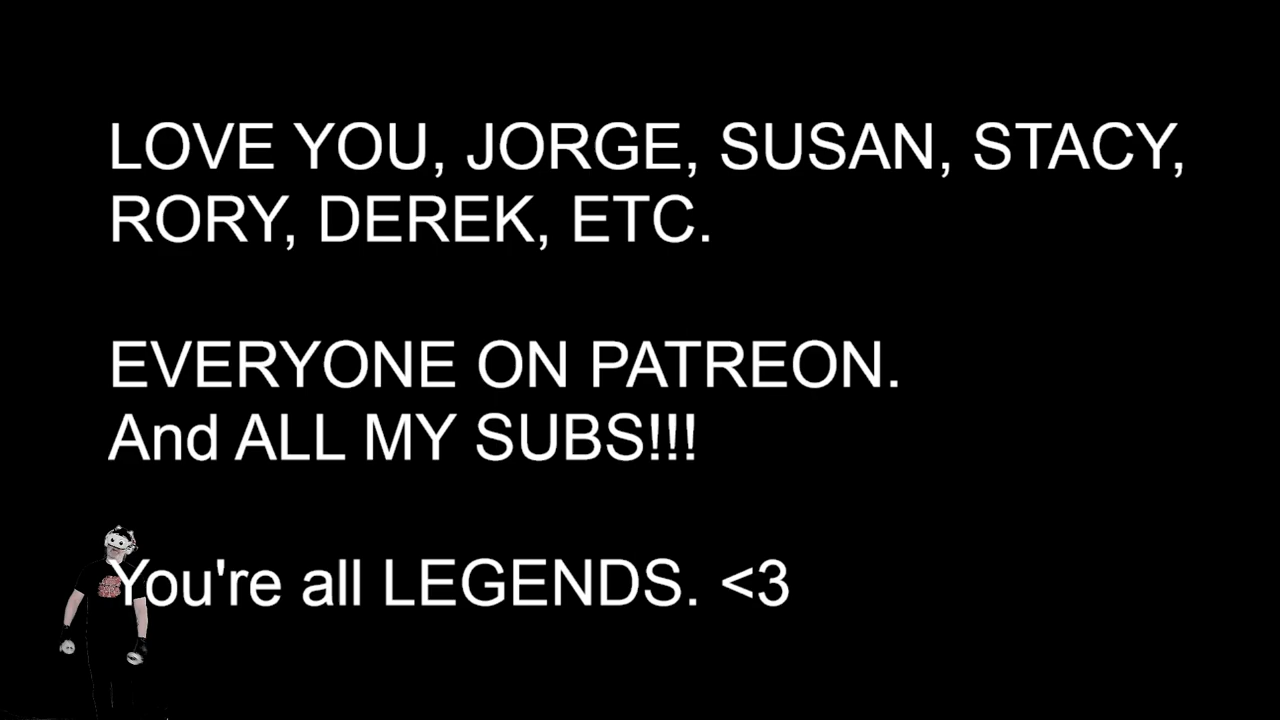 LOVE YOU, JORGE, SUSAN, STACY,
RORY, DEREK, ETC.
EVERYONE ON PATREON.
And ALL MY SUBS!!!
You're all LEGENDS. <3